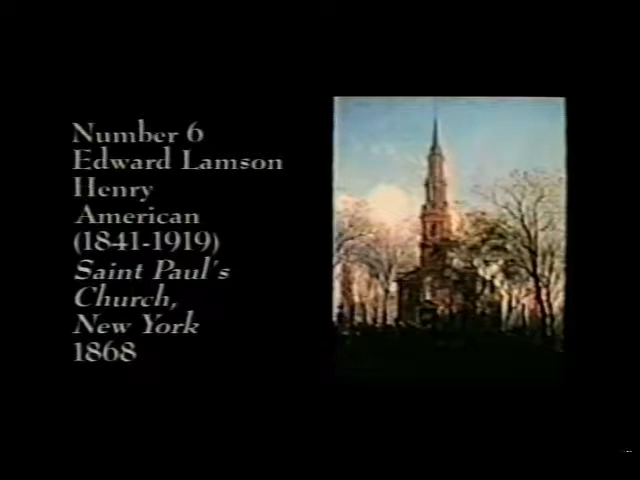 Number 6
Edward Lamson
Henry
American
(1841-1919)
Saint Paul's
Church,
New York
1868